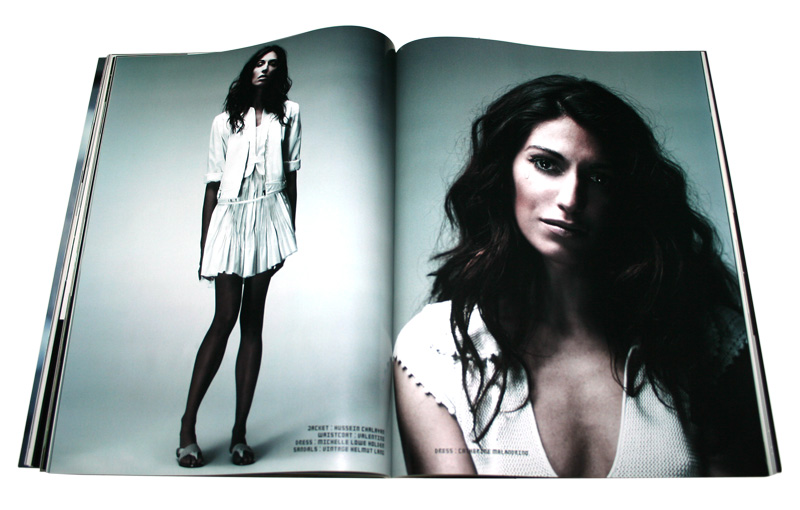 JACKET : HUSSEIN CHALAYAN
WAISTCOAT : VALENTINO
DRESS : MICHELLE LOWE HOLDER
SANDALS : VINTAGE HELMUT LANG
DRESS : CATHERINE MALANDRINO